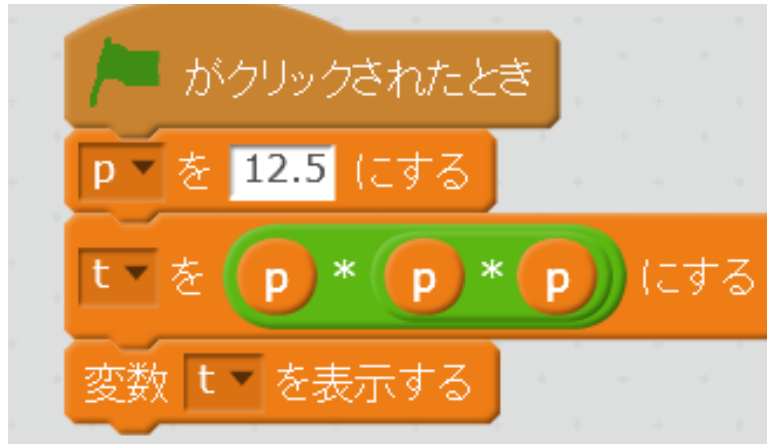 がクリックされたとき
p を 12.5 にする
t を p * p * p にする
変数 t を表示する